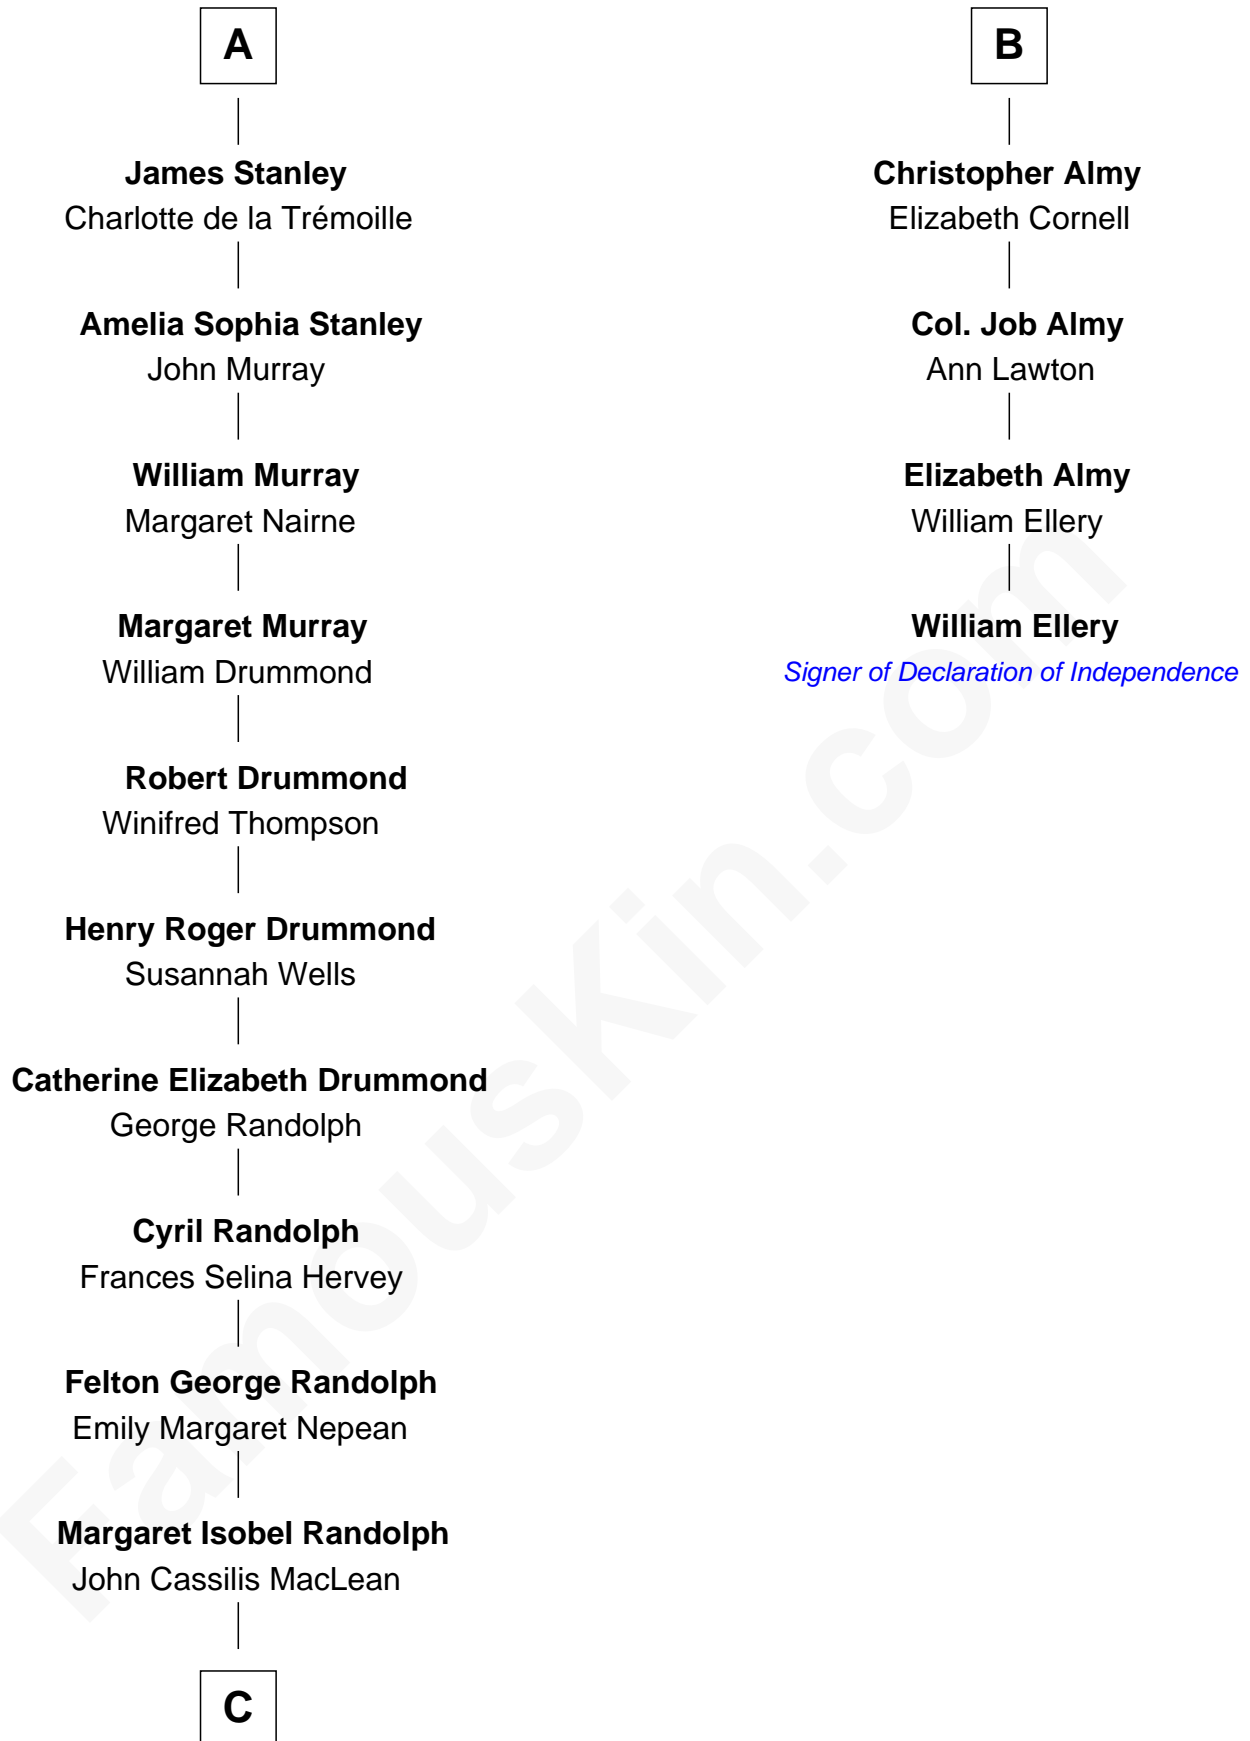 A
James Stanley
Charlotte de la Trémoille
Amelia Sophia Stanley
John Murray
William Murray
Margaret Nairne
Margaret Murray
William Drummond
Robert Drummond
Winifred Thompson
Henry Roger Drummond
Susannah Wells
Catherine Elizabeth Drummond
George Randolph
Cyril Randolph
Frances Selina Hervey
Felton George Randolph
Emily Margaret Nepean
Margaret Isobel Randolph
John Cassilis MacLean
C
B
Christopher Almy
Elizabeth Cornell
Col. Job Almy
Ann Lawton
Elizabeth Almy
William Ellery
William Ellery
Signer of Declaration of Independence
FamousKin.com